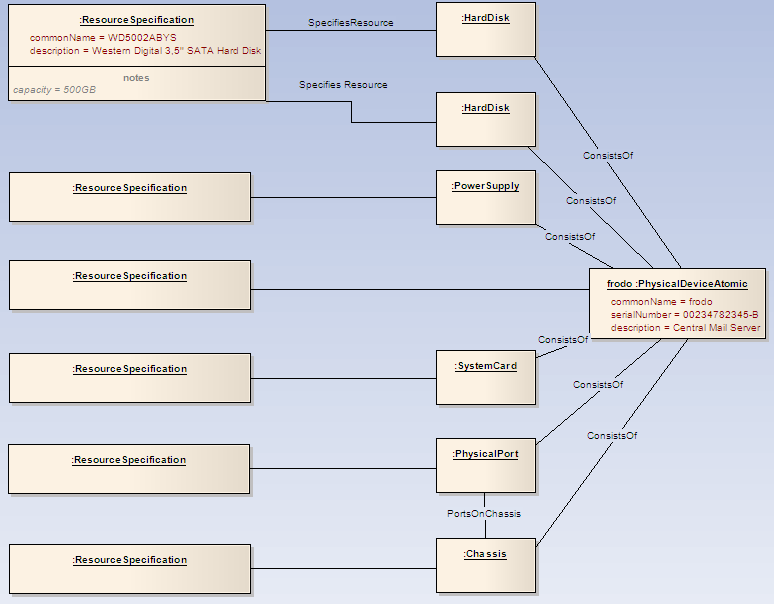 :ResourceSpecification
commonName = WD5002ABYS
description = Western Digital 3,5" SATA Hard Disk
notes
capacity = 500GB
SpecifiesResource
:HardDisk
Specifies Resource
:HardDisk
ConsistsOf
:ResourceSpecification
:PowerSupply
ConsistsOf
ConsistsOf
:ResourceSpecification
frodo :PhysicalDeviceAtomic
commonName = frodo
serialNumber = 00234782345-B
description = Central Mail Server
ConsistsOf
:ResourceSpecification
:SystemCard
ConsistsOf
:ResourceSpecification
:PhysicalPort
ConsistsOf
PortsOnChassis
:ResourceSpecification
:Chassis